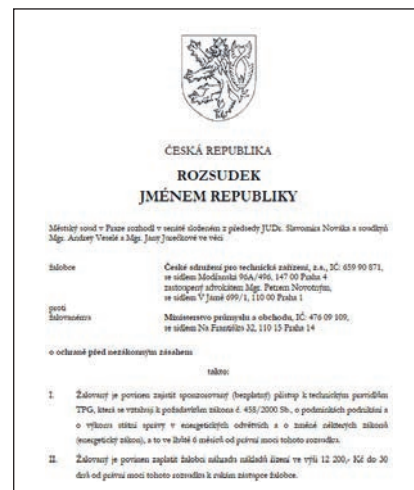 ČESKÁ REPUBLIKA
ROZSUDEK
JMÉNEM REPUBLIKY
Městský soud v Praze rozhodl v senátě složeném z předsedy JUDr. Slavomíra Nováka a soudkyň
Mgr. Andrey Veselé a Mgr. Jany Jurečkové ve věci
žalobce
České sdružení pro technická zařízení, z.s., IČ: 659 90 871,
se sídlem Modřanská 96A/496, 147 00 Praha 4
zastoupený advokátem Mgr. Petrem Novotným,
se sídlem V Jámě 699/1, 110 00 Praha 1
proti
žalovanému
Ministerstvo průmyslu a obchodu, IČ: 476 09 109,
se sídlem Na Františku 32, 110 15 Praha 14
o ochraně před nezákonným zásahem
takto:
I. Žalovaný je povinen zajistit sponzorovaný (bezplatný) přístup k technickým pravidlům
TPG, která se vztahují k požadavkům zákona č. 458/2000 Sb., o podmínkách podnikání a
o výkonu státní správy v energetických odvětvích a o změně některých zákonů
(energetický zákon), a to ve lhůtě 6 měsíců od právní moci tohoto rozsudku.
II. Žalovaný je povinen zaplatit žalobci náhradu nákladů řízení ve výši 12 200,- Kč do 30
dnů od právní moci tohoto rozsudku k rukám zástupce žalobce.